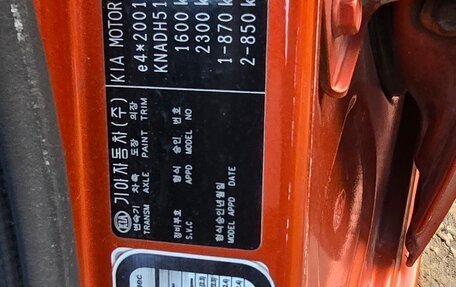 KIA MOTOR
e4*2001
KNADH51
1600 k
2300 k
1-870 k
2-850 k
KIA 기아자동차(주)
변속기 차축 도장 의장
TRANSM AXLE PAINT TRIM
형식 승인 번호
APPD MODEL NO
정비부호
S.V.C
형식승인년월일
MODEL APPD DATE